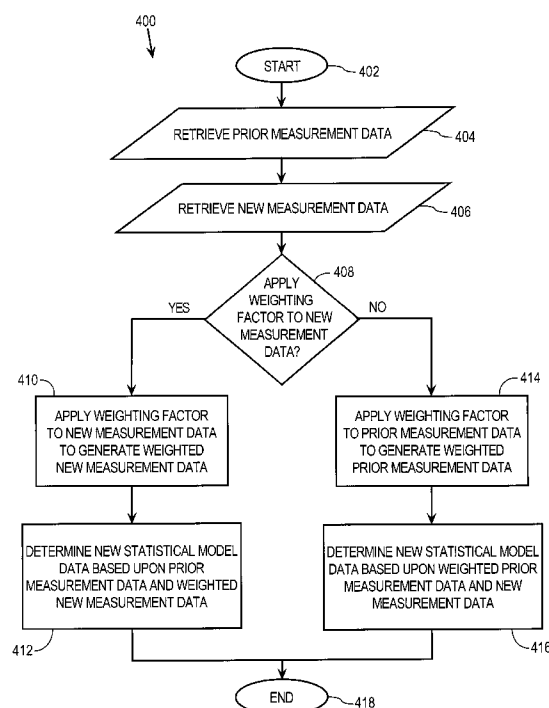 400
START
402
RETRIEVE PRIOR MEASUREMENT DATA
404
RETRIEVE NEW MEASUREMENT DATA
406
408
APPLY
WEIGHTING
FACTOR TO NEW
MEASUREMENT
DATA?
YES
NO
410
APPLY WEIGHTING FACTOR
TO NEW MEASUREMENT DATA
TO GENERATE WEIGHTED
NEW MEASUREMENT DATA
414
APPLY WEIGHTING FACTOR
TO PRIOR MEASUREMENT DATA
TO GENERATE WEIGHTED
PRIOR MEASUREMENT DATA
DETERMINE NEW STATISTICAL MODEL
DATA BASED UPON PRIOR
MEASUREMENT DATA AND WEIGHTED
NEW MEASUREMENT DATA
412
DETERMINE NEW STATISTICAL MODEL
DATA BASED UPON WEIGHTED PRIOR
MEASUREMENT DATA AND NEW
MEASUREMENT DATA
416
END
418